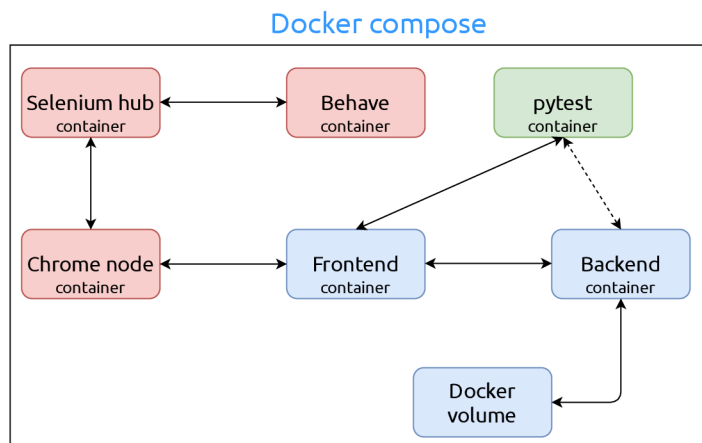 Docker compose
Selenium hub
container
Behave
container
pytest
container
Chrome node
container
Frontend
container
Backend
container
Docker
volume